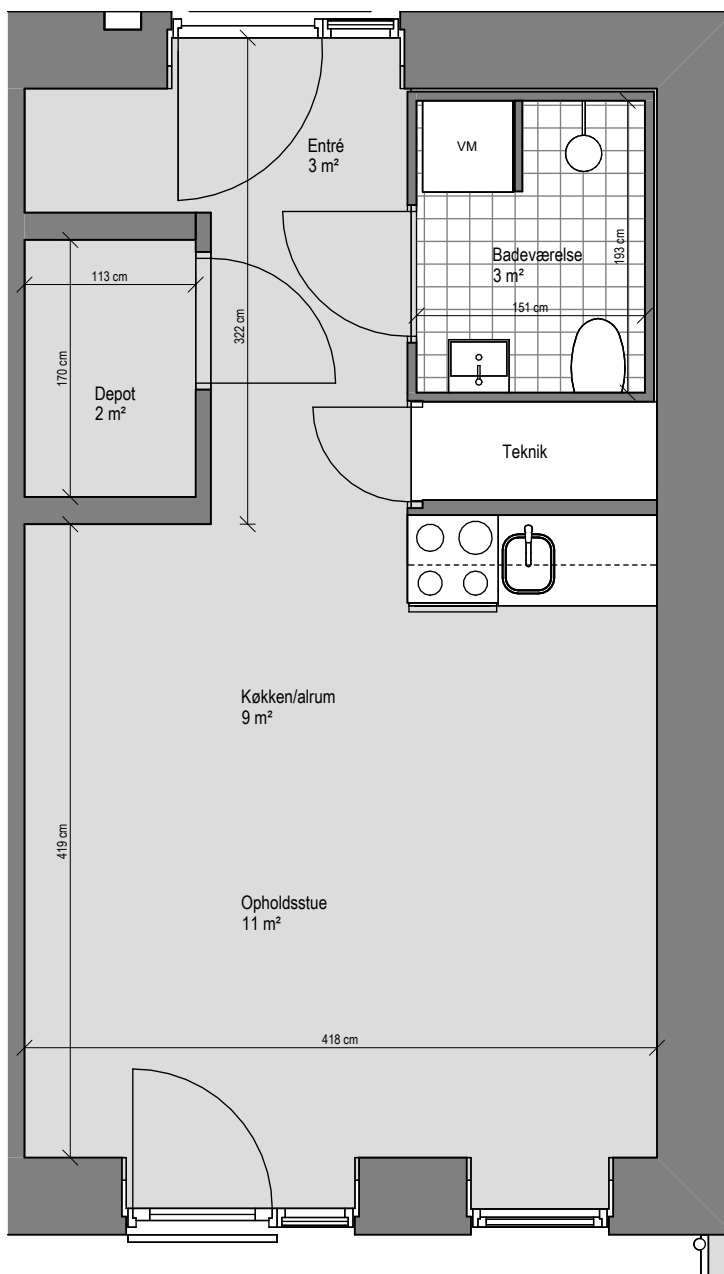 Entré
3 m²
VM
Badeværelse
3 m²
193 cm
151 cm
113 cm
322 cm
170 cm
Depot
2 m²
Teknik
Køkken/alrum
9 m²
419 cm
Opholdsstue
11 m²
418 cm